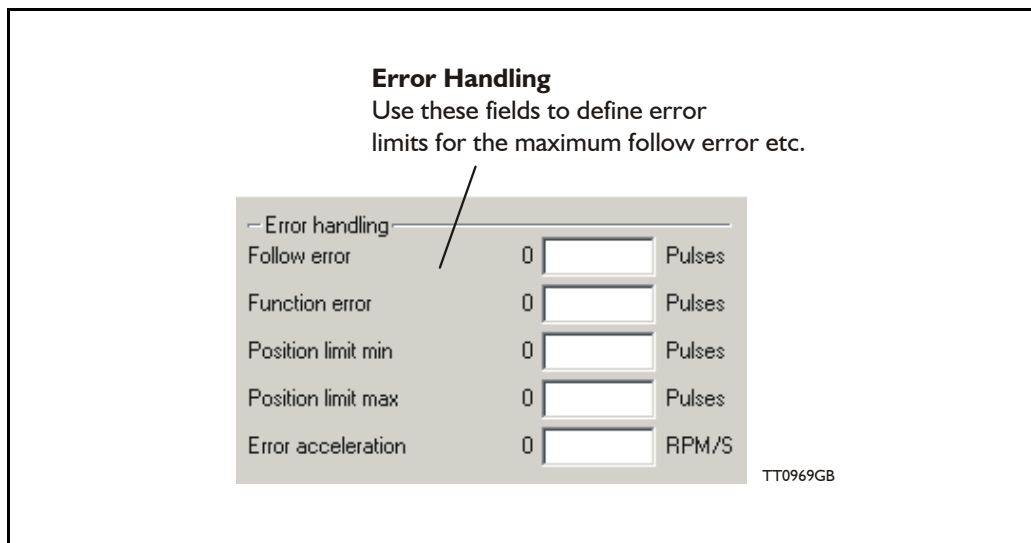 Error Handling
Use these fields to define error
limits for the maximum follow error etc.
Error handling
Follow error 0 Pulses
Function error 0 Pulses
Position limit min 0 Pulses
Position limit max 0 Pulses
Error acceleration 0 RPM/S
TT0969GB